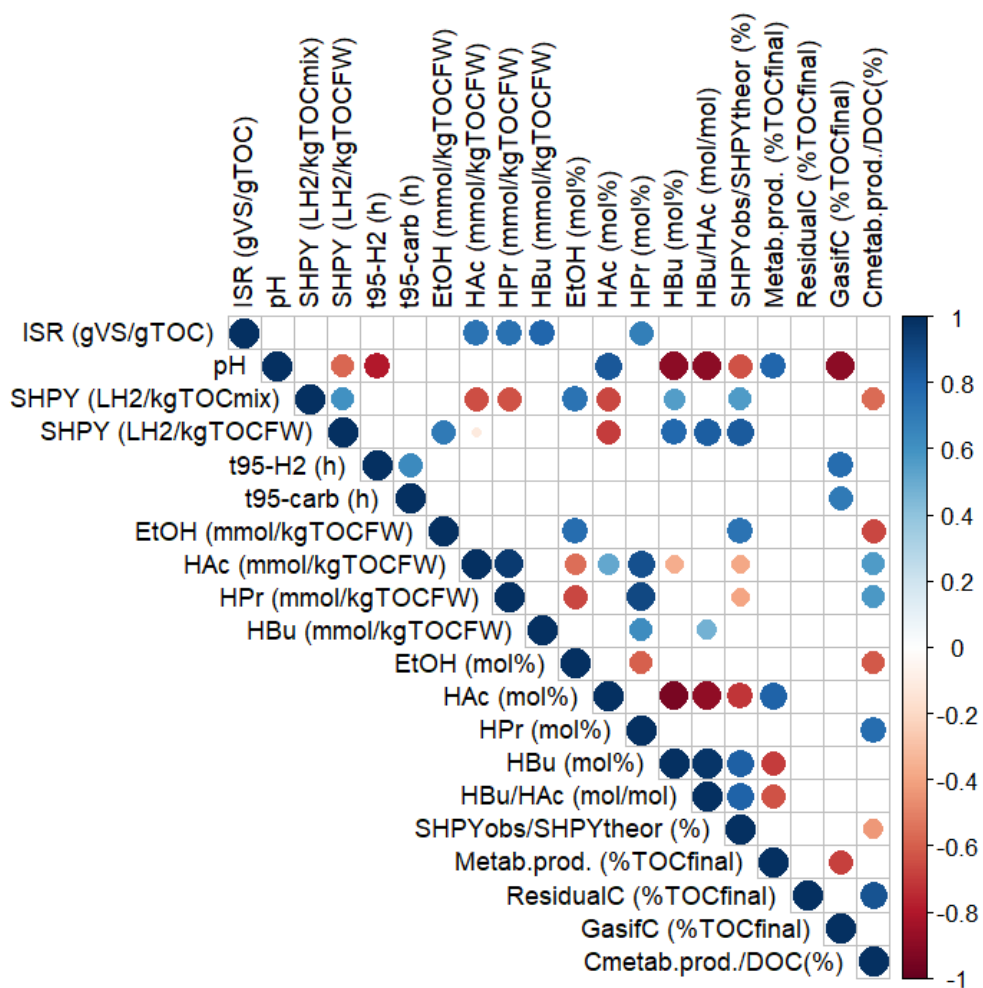 ISR (gVS/gTOC)
pH
SHPY (LH2/kgTOCmix)
SHPY (LH2/kgTOCFW)
t95-H2 (h)
t95-carb (h)
EtOH (mmol/kgTOCFW)
HAc (mmol/kgTOCFW)
HPr (mmol/kgTOCFW)
HBu (mmol/kgTOCFW)
EtOH (mol%)
HAc (mol%)
HPr (mol%)
HBu (mol%)
HBu/HAc (mol/mol)
SHPYobs/SHPYtheor (%)
Metab.prod. (%TOCfinal)
ResidualC (%TOCfinal)
GasifC (%TOCfinal)
Cmetab.prod./DOC(%)
ISR (gVS/gTOC)
pH
SHPY (LH2/kgTOCmix)
SHPY (LH2/kgTOCFW)
t95-H2 (h)
t95-carb (h)
EtOH (mmol/kgTOCFW)
HAc (mmol/kgTOCFW)
HPr (mmol/kgTOCFW)
HBu (mmol/kgTOCFW)
EtOH (mol%)
HAc (mol%)
HPr (mol%)
HBu (mol%)
HBu/HAc (mol/mol)
SHPYobs/SHPYtheor (%)
Metab.prod. (%TOCfinal)
ResidualC (%TOCfinal)
GasifC (%TOCfinal)
Cmetab.prod./DOC(%)
1
0.8
0.6
0.4
0.2
0
-0.2
-0.4
-0.6
-0.8
-1